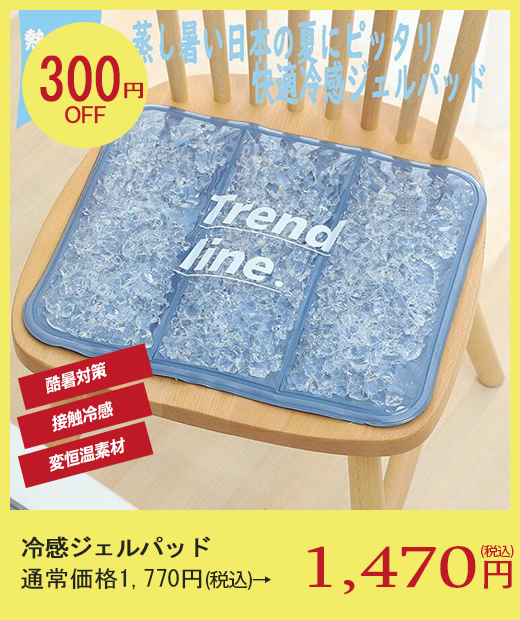 熱
300円
OFF
蒸し暑い日本の夏にピッタリ
快適冷感ジェルパッド
Trend
line.
酷暑対策
接触冷感
変恒温素材
冷感ジェルパッド
通常価格1,770円(税込)→
1,470円(税込)